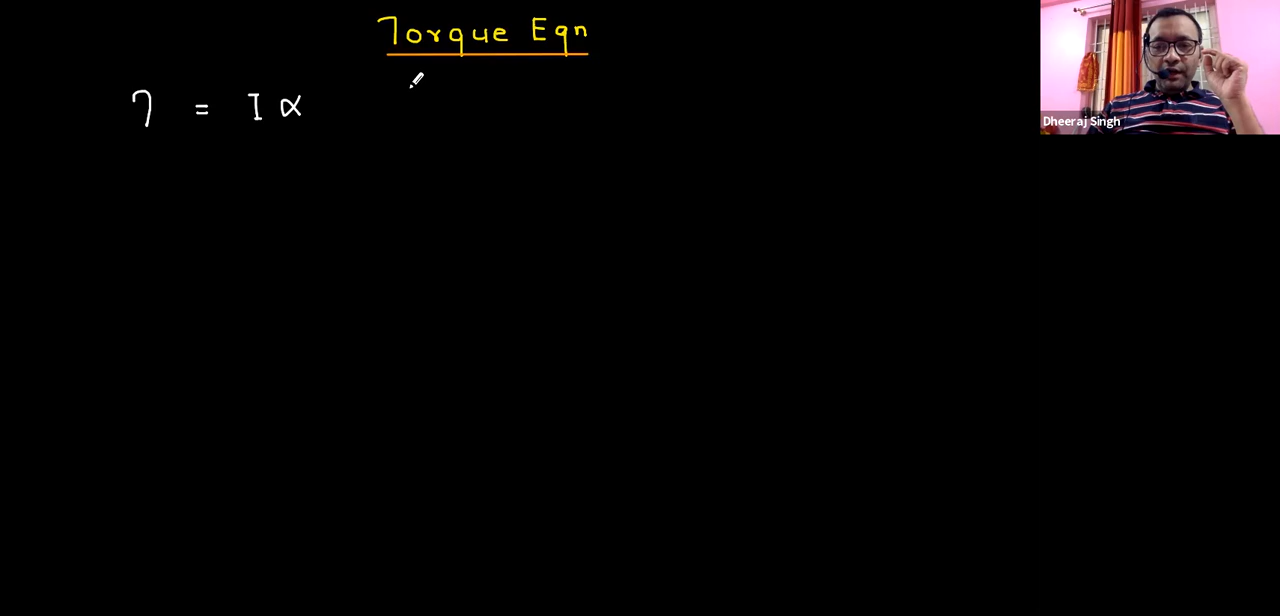 Torque Eqn
τ = I α
Dheeraj Singh